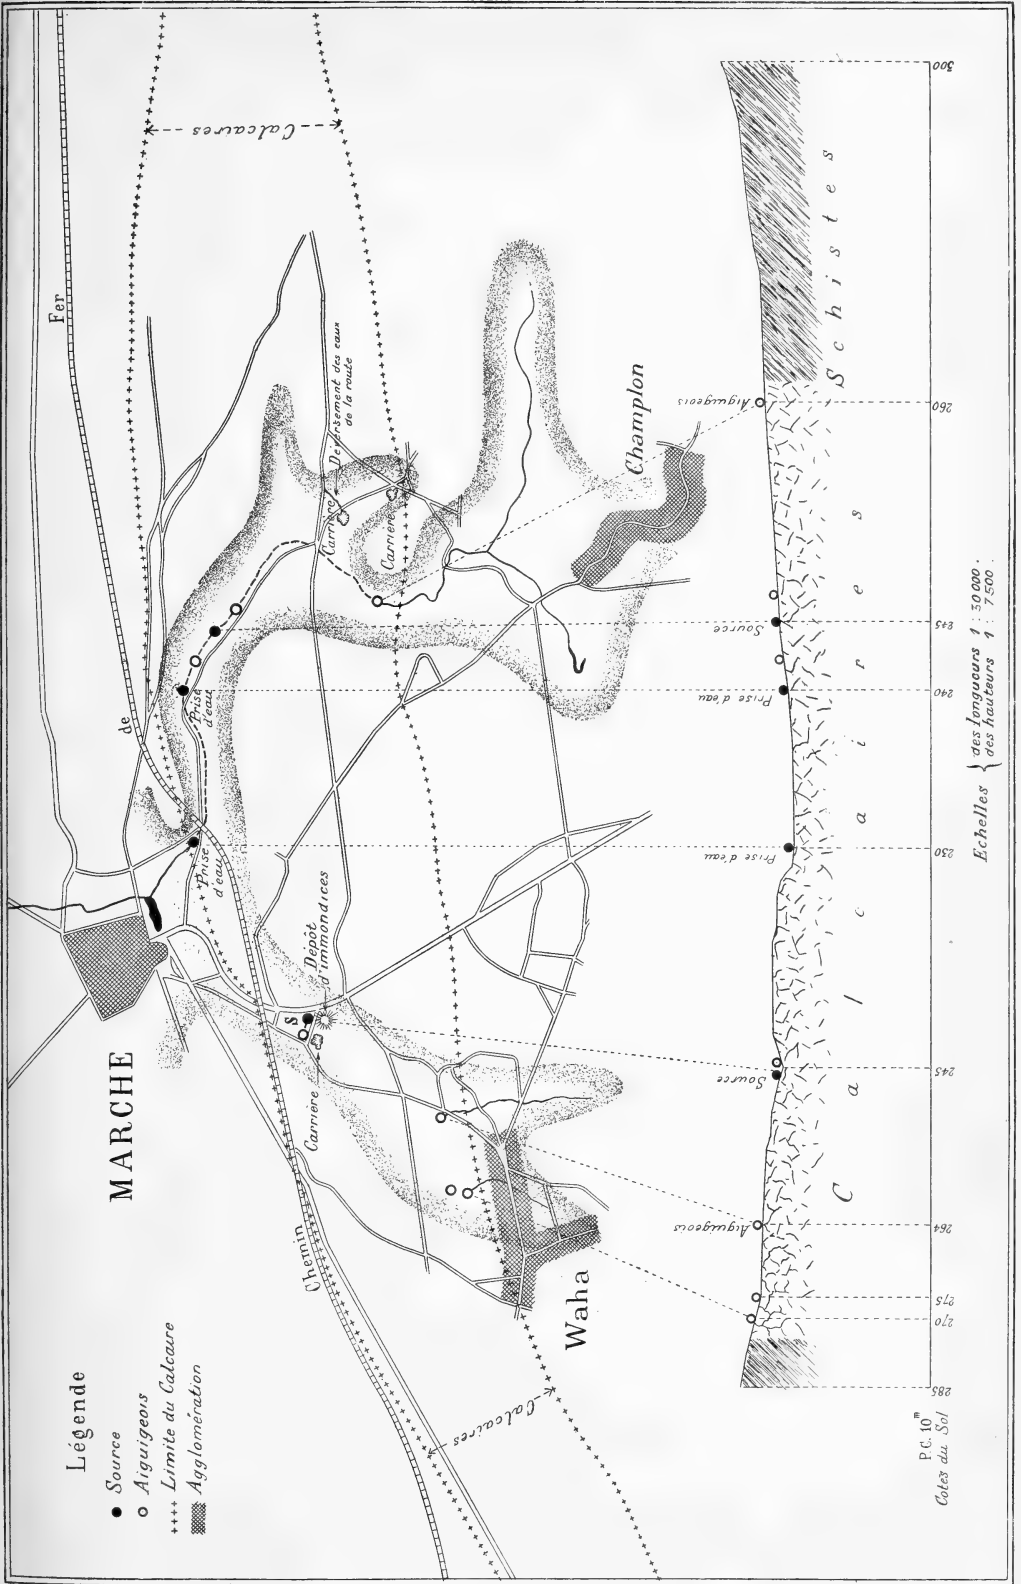 Légende
Source
Aiguigeois
Limite du Calcaire
Agglomération
MARCHE
Chemin
de
Fer
Calcaires
Calcaires
Waha
Champlon
Carrière
S
Dépôt
d'immondices
Prise
d'eau
Prise
d'eau
Carrière
Carrière
Déversement des eaux
de la route
Aiguigeois
Source
Prise d'eau
Prise d'eau
Source
Aiguigeois
Calcaires
Schistes
285
270
275
264
245
230
240
245
260
300
P.C. 10m
Cotes du Sol
Echelles { des longueurs 1 : 30000.
des hauteurs 1 : 7500.